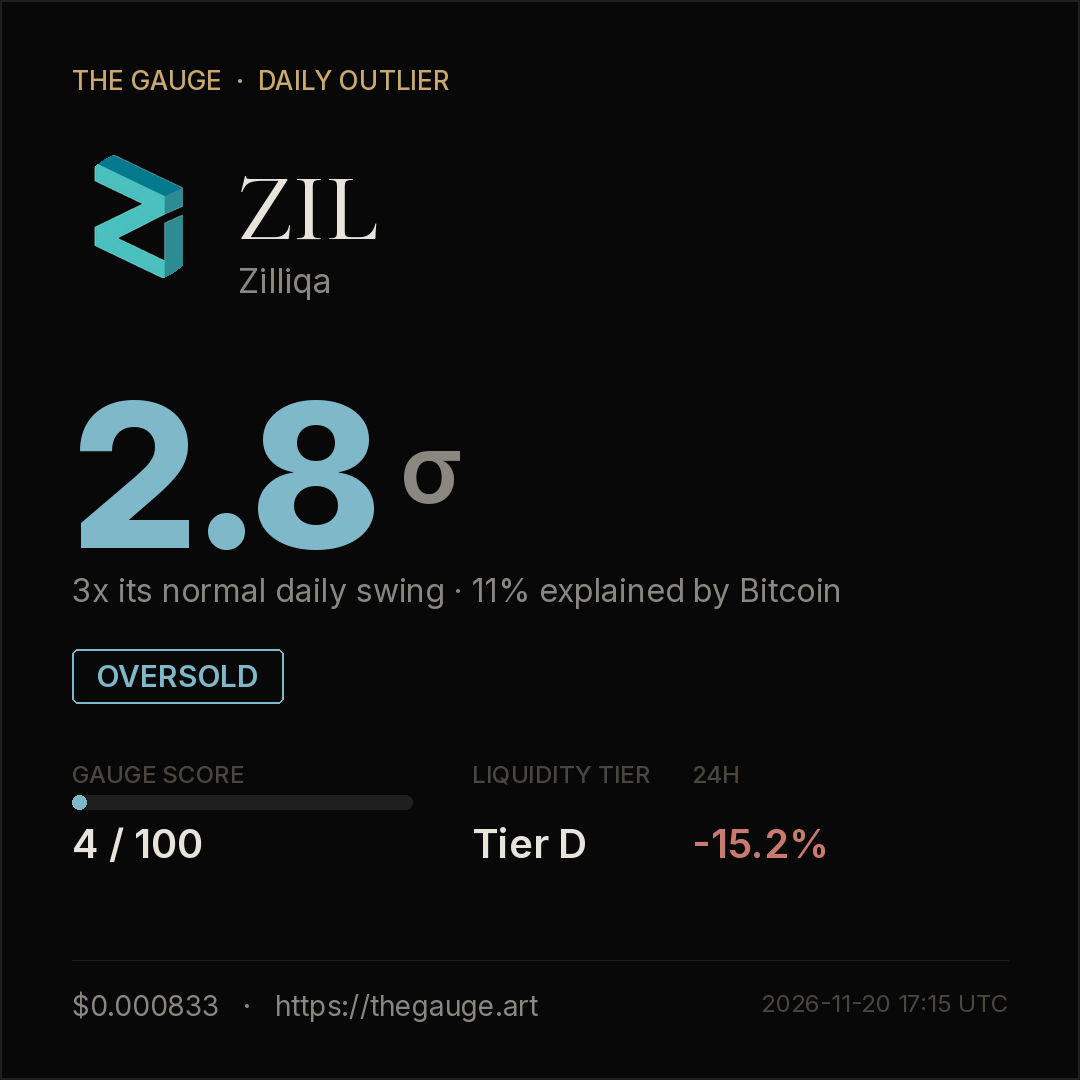 THE GAUGE · DAILY OUTLIER
ZIL
Zilliqa
2.8 σ
3x its normal daily swing · 11% explained by Bitcoin
OVERSOLD
GAUGE SCORE
4 / 100
LIQUIDITY TIER
Tier D
24H
-15.2%
$0.000833 · https://thegauge.art
2026-11-20 17:15 UTC